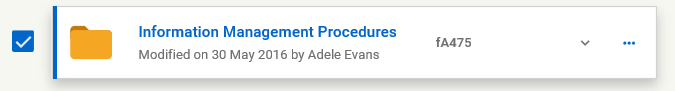 Information Management Procedures
fA475
Modified on 30 May 2016 by Adele Evans